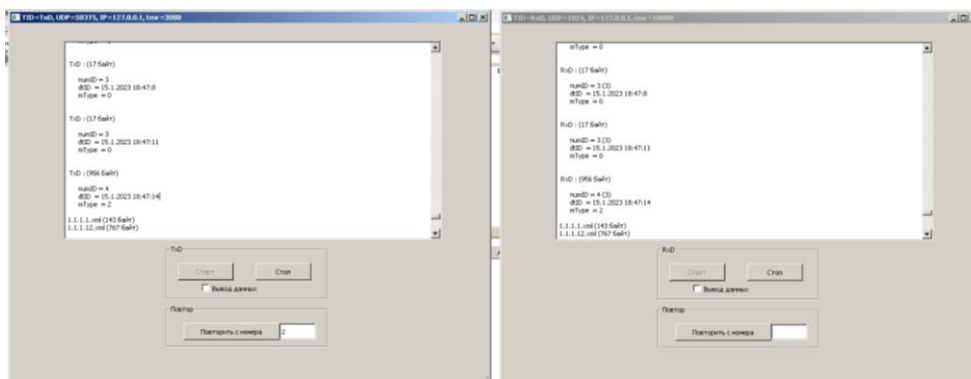 TID=TxD, UDP=50375, IP=127.0.0.1, tmr=3000
TxD : (17 байт)
numID = 3
dtID = 15.1.2023 18:47:8
mType = 0
TxD : (17 байт)
numID = 3
dtID = 15.1.2023 18:47:11
mType = 0
TxD : (956 байт)
numID = 4
dtID = 15.1.2023 18:47:14
mType = 2
1.1.1.1.xml (143 байт)
1.1.1.12.xml (767 байт)
TxD
Старт
Стоп
Вывод данных
Повтор
Повторить с номера
2
TID=RxD, UDP=1024, IP=127.0.0.1, tmr=10000
mType = 0
RxD : (17 байт)
numID = 3 (3)
dtID = 15.1.2023 18:47:8
mType = 0
RxD : (17 байт)
numID = 3 (3)
dtID = 15.1.2023 18:47:11
mType = 0
RxD : (956 байт)
numID = 4 (3)
dtID = 15.1.2023 18:47:14
mType = 2
1.1.1.1.xml (143 байт)
1.1.1.12.xml (767 байт)
RxD
Старт
Стоп
Вывод данных
Повтор
Повторить с номера